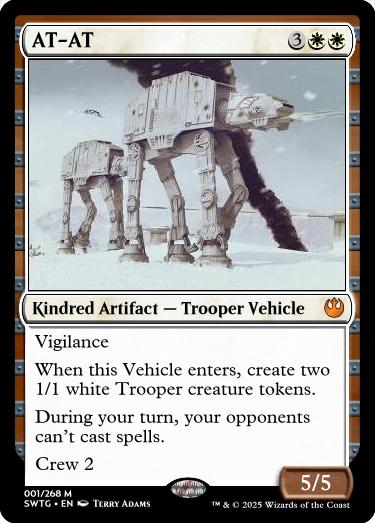 AT-AT 3
Kindred Artifact — Trooper Vehicle
Vigilance
When this Vehicle enters, create two
1/1 white Trooper creature tokens.
During your turn, your opponents
can't cast spells.
Crew 2
5/5
001/268 M
SWTG • EN Terry Adams
™ & © 2025 Wizards of the Coast